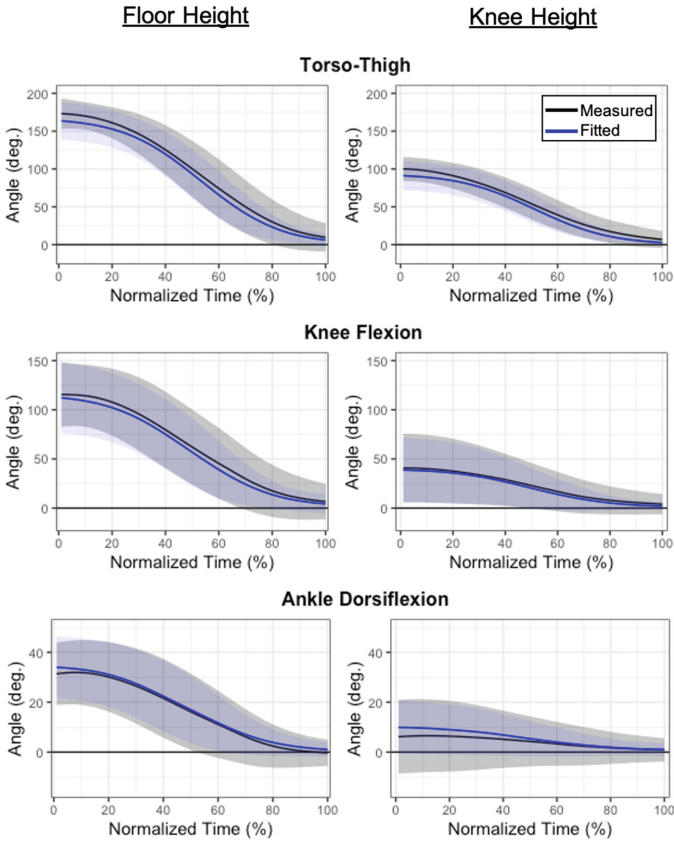 Floor Height
Knee Height
Torso-Thigh
Angle (deg.)
200
150
100
50
0
0 20 40 60 80 100
Normalized Time (%)
Angle (deg.)
200
150
100
50
0
0 20 40 60 80 100
Normalized Time (%)
Measured
Fitted
Knee Flexion
Angle (deg.)
150
100
50
0
0 20 40 60 80 100
Normalized Time (%)
Angle (deg.)
150
100
50
0
0 20 40 60 80 100
Normalized Time (%)
Ankle Dorsiflexion
Angle (deg.)
40
20
0
0 20 40 60 80 100
Normalized Time (%)
Angle (deg.)
40
20
0
0 20 40 60 80 100
Normalized Time (%)